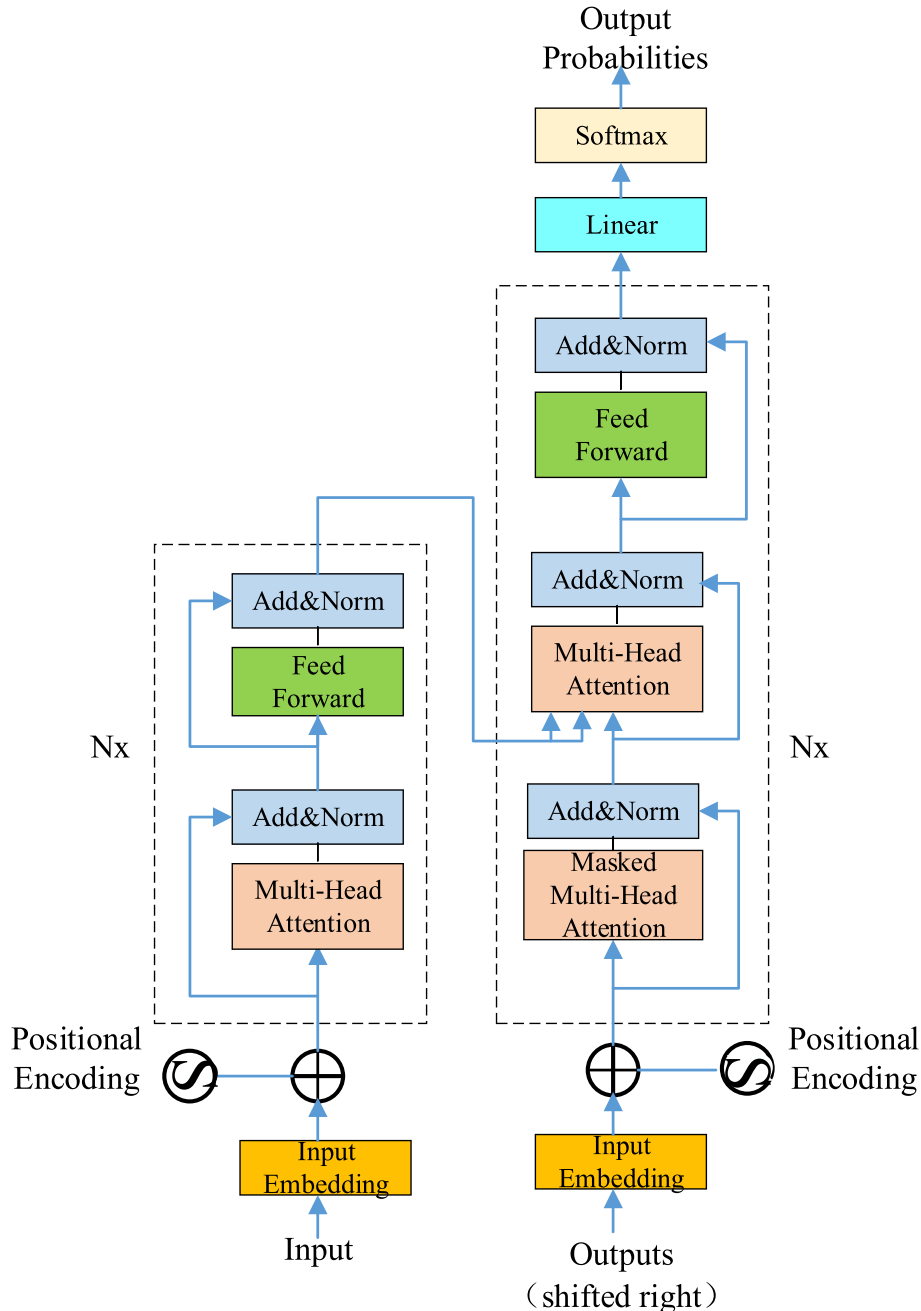 Output
Probabilities
Softmax
Linear
Add&Norm
Feed
Forward
Add&Norm
Multi-Head
Attention
Nx
Add&Norm
Masked
Multi-Head
Attention
Add&Norm
Feed
Forward
Nx
Add&Norm
Multi-Head
Attention
Positional
Encoding
Positional
Encoding
Input
Embedding
Input
Input
Embedding
Outputs
（shifted right）